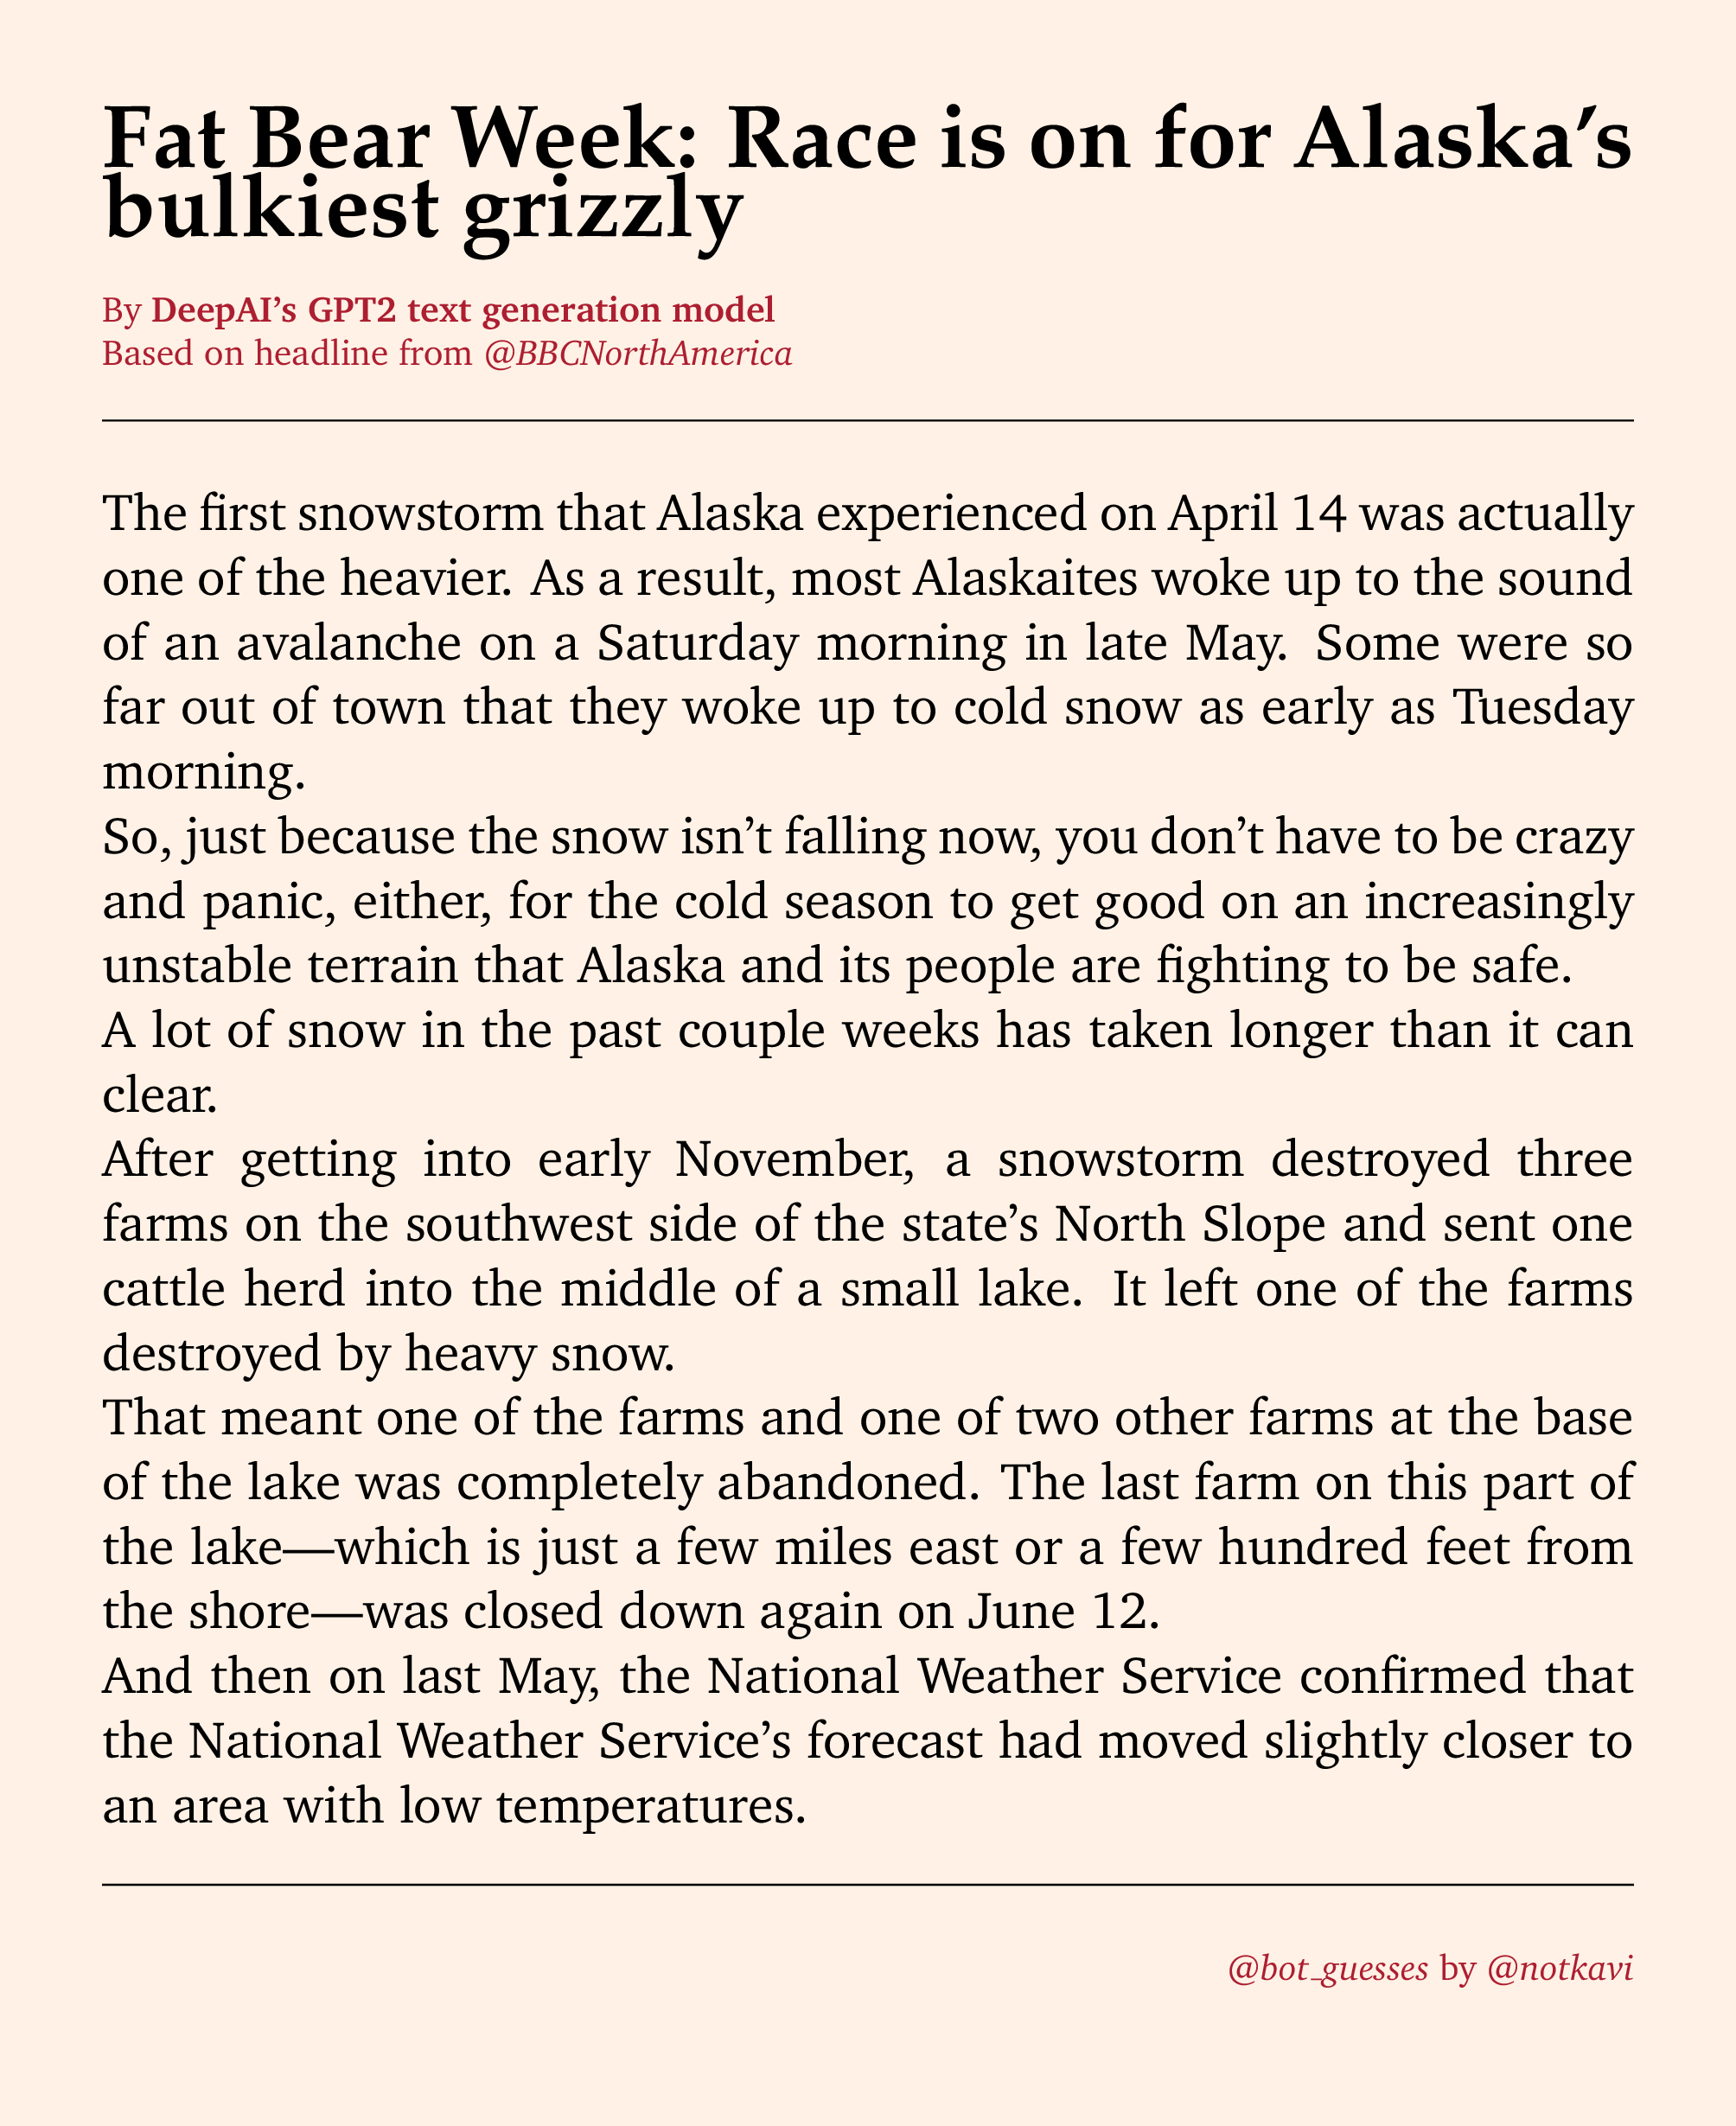 Fat Bear Week: Race is on for Alaska’s
bulkiest grizzly
By DeepAI’s GPT2 text generation model
Based on headline from @BBCNorthAmerica
The first snowstorm that Alaska experienced on April 14 was actually
one of the heavier. As a result, most Alaskaites woke up to the sound
of an avalanche on a Saturday morning in late May. Some were so
far out of town that they woke up to cold snow as early as Tuesday
morning.
So, just because the snow isn’t falling now, you don’t have to be crazy
and panic, either, for the cold season to get good on an increasingly
unstable terrain that Alaska and its people are fighting to be safe.
A lot of snow in the past couple weeks has taken longer than it can
clear.
After getting into early November, a snowstorm destroyed three
farms on the southwest side of the state’s North Slope and sent one
cattle herd into the middle of a small lake. It left one of the farms
destroyed by heavy snow.
That meant one of the farms and one of two other farms at the base
of the lake was completely abandoned. The last farm on this part of
the lake—which is just a few miles east or a few hundred feet from
the shore—was closed down again on June 12.
And then on last May, the National Weather Service confirmed that
the National Weather Service’s forecast had moved slightly closer to
an area with low temperatures.
@bot_guesses by @notkavi